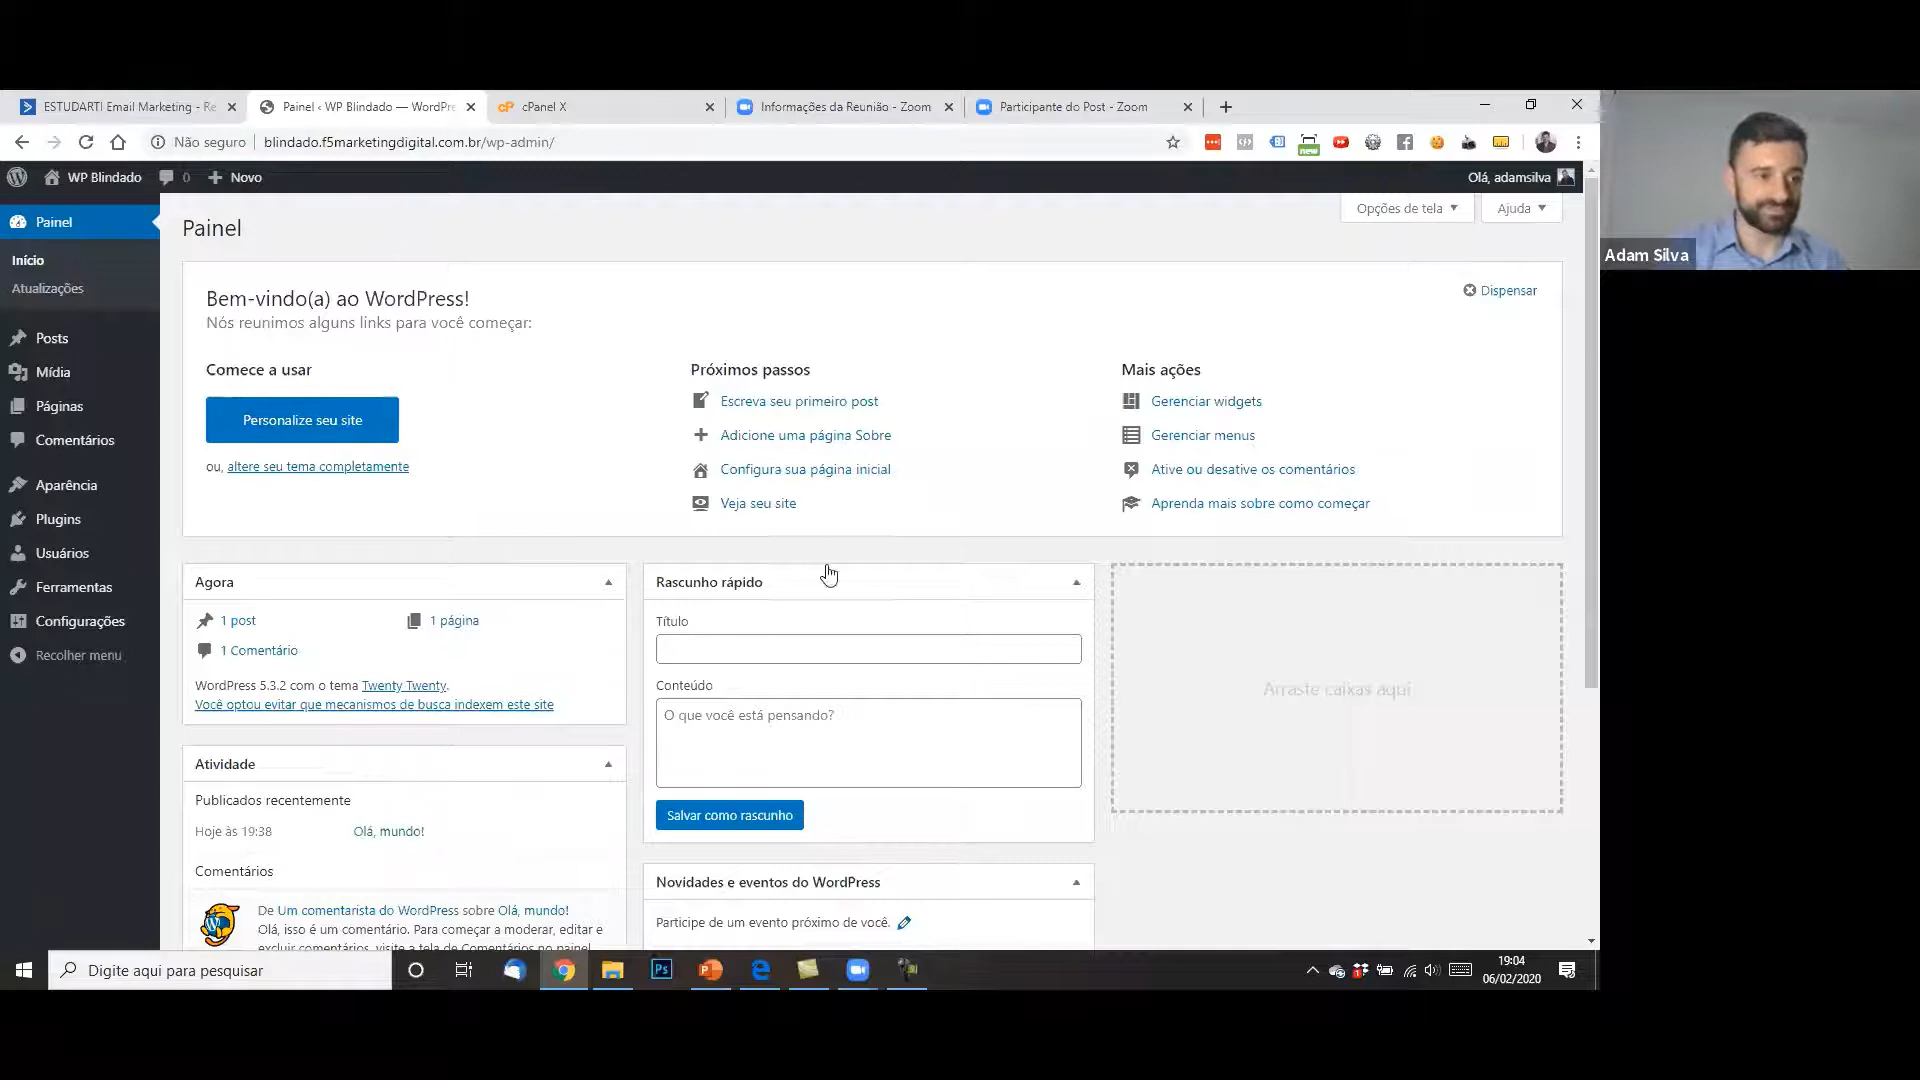 ESTUDARTI Email Marketing - Re
Painel ‹ WP Blindado — WordPre
cPanel X
Informações da Reunião - Zoom
Participante do Post - Zoom
Não seguro
blindado.f5marketingdigital.com.br/wp-admin/
WP Blindado
0
Novo
Olá, adamsilva
Adam Silva
Painel
Início
Atualizações
Posts
Mídia
Páginas
Comentários
Aparência
Plugins
Usuários
Ferramentas
Configurações
Recolher menu
Painel
Opções de tela
Ajuda
Bem-vindo(a) ao WordPress!
Nós reunimos alguns links para você começar:
Dispensar
Comece a usar
Personalize seu site
ou, altere seu tema completamente
Próximos passos
Escreva seu primeiro post
Adicione uma página Sobre
Configura sua página inicial
Veja seu site
Mais ações
Gerenciar widgets
Gerenciar menus
Ative ou desative os comentários
Aprenda mais sobre como começar
Agora
1 post
1 página
1 Comentário
WordPress 5.3.2 com o tema Twenty Twenty.
Você optou evitar que mecanismos de busca indexem este site
Atividade
Publicados recentemente
Hoje às 19:38
Olá, mundo!
Comentários
De Um comentarista do WordPress sobre Olá, mundo!
Olá, isso é um comentário. Para começar a moderar, editar e
excluir comentários, visite a tela de Comentários no painel
Rascunho rápido
Título
Conteúdo
O que você está pensando?
Salvar como rascunho
Novidades e eventos do WordPress
Participe de um evento próximo de você.
Arraste caixas aqui
Digite aqui para pesquisar
Ps
19:04
06/02/2020